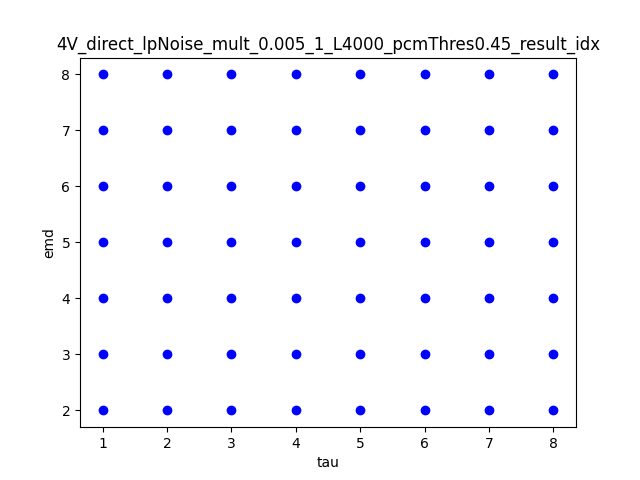 4V_direct_lpNoise_mult_0.005_1_L4000_pcmThres0.45_result_idx
8
7
6
5
4
3
2
emd
1 2 3 4 5 6 7 8
tau